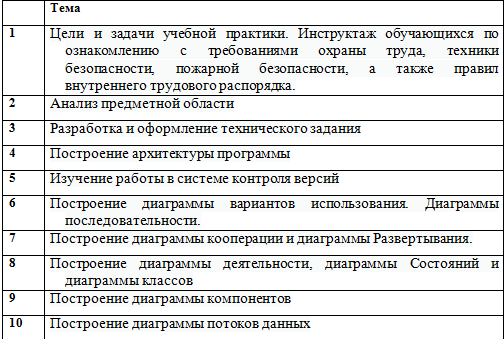 Тема
1 Цели и задачи учебной практики. Инструктаж обучающихся по
ознакомлению с требованиями охраны труда, техники
безопасности, пожарной безопасности, а также правил
внутреннего трудового распорядка.
2 Анализ предметной области
3 Разработка и оформление технического задания
4 Построение архитектуры программы
5 Изучение работы в системе контроля версий
6 Построение диаграммы вариантов использования. Диаграммы
последовательности.
7 Построение диаграммы кооперации и диаграммы Развертывания.
8 Построение диаграммы деятельности, диаграммы Состояний и
диаграммы классов
9 Построение диаграммы компонентов
10 Построение диаграммы потоков данных